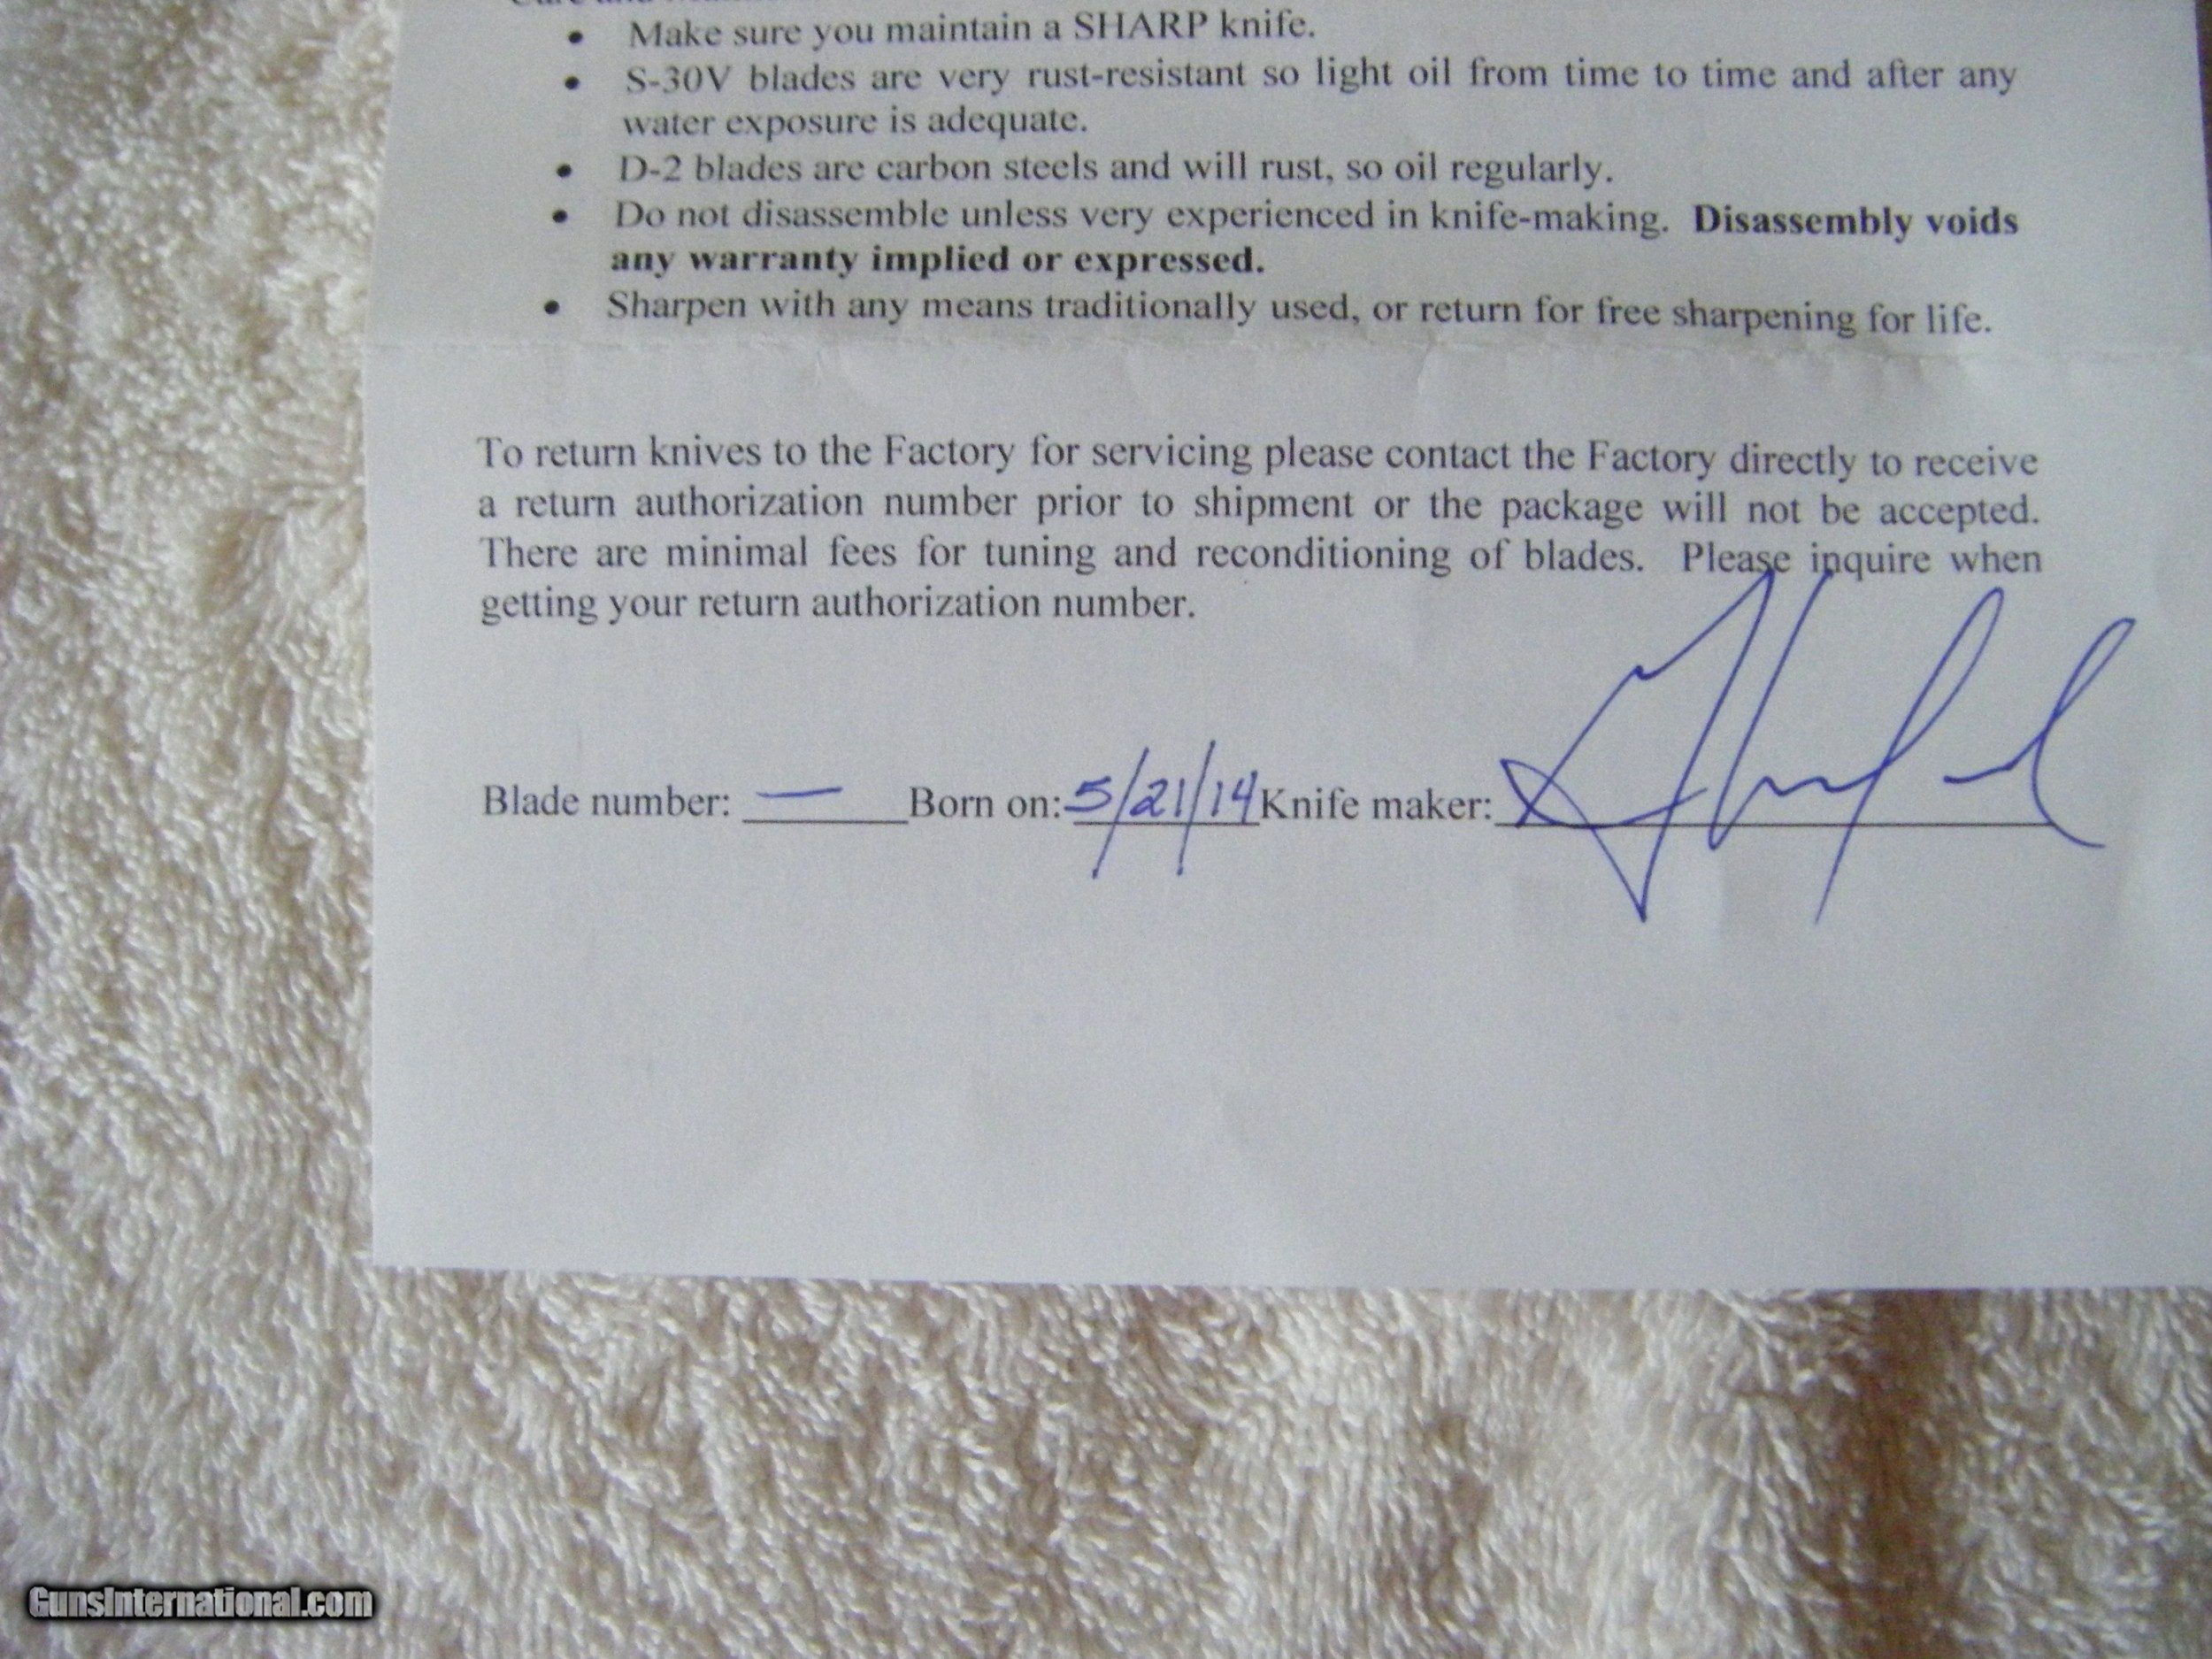 • Make sure you maintain a SHARP knife.
• S-30V blades are very rust-resistant so light oil from time to time and after any
water exposure is adequate.
• D-2 blades are carbon steels and will rust, so oil regularly.
• Do not disassemble unless very experienced in knife-making. Disassembly voids
any warranty implied or expressed.
• Sharpen with any means traditionally used, or return for free sharpening for life.
To return knives to the Factory for servicing please contact the Factory directly to receive
a return authorization number prior to shipment or the package will not be accepted.
There are minimal fees for tuning and reconditioning of blades. Please inquire when
getting your return authorization number.
Blade number: — Born on: 5/21/14 Knife maker:
GunsInternational.com